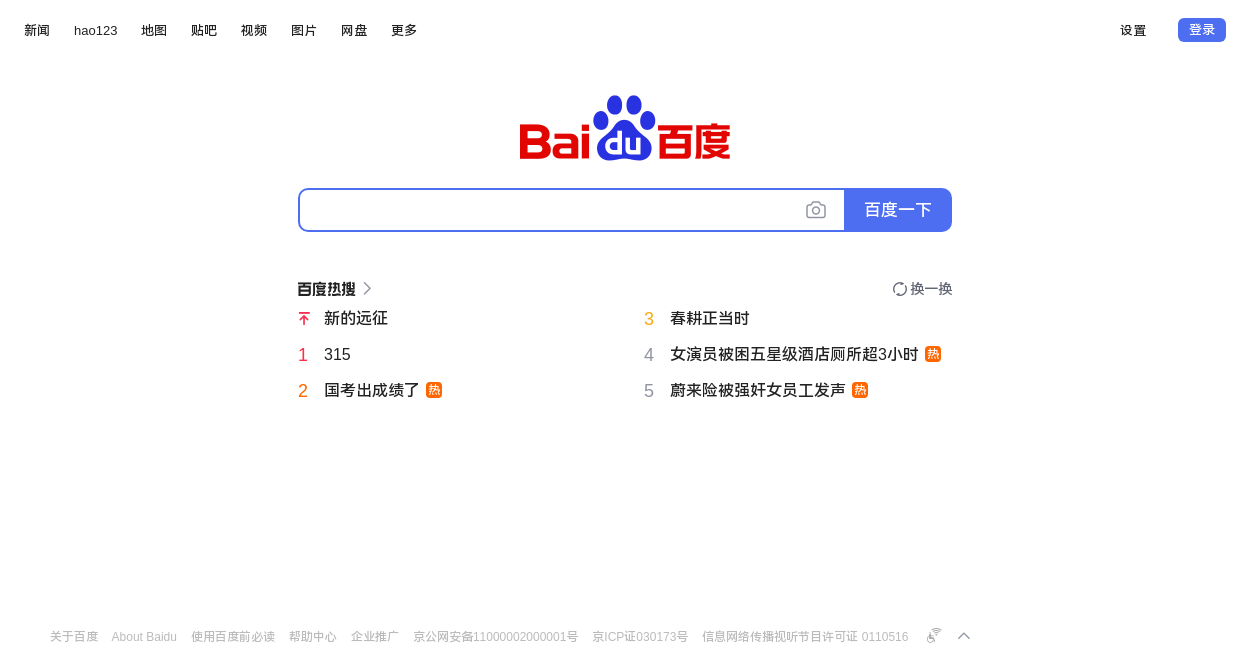 新闻 hao123 地图 贴吧 视频 图片 网盘 更多 设置 登录
Baidu百度
百度一下
百度热搜 换一换
新的远征
1 315
2 国考出成绩了 热
3 春耕正当时
4 女演员被困五星级酒店厕所超3小时 热
5 蔚来险被强奸女员工发声 热
关于百度 About Baidu 使用百度前必读 帮助中心 企业推广 京公网安备11000002000001号 京ICP证030173号 信息网络传播视听节目许可证 0110516